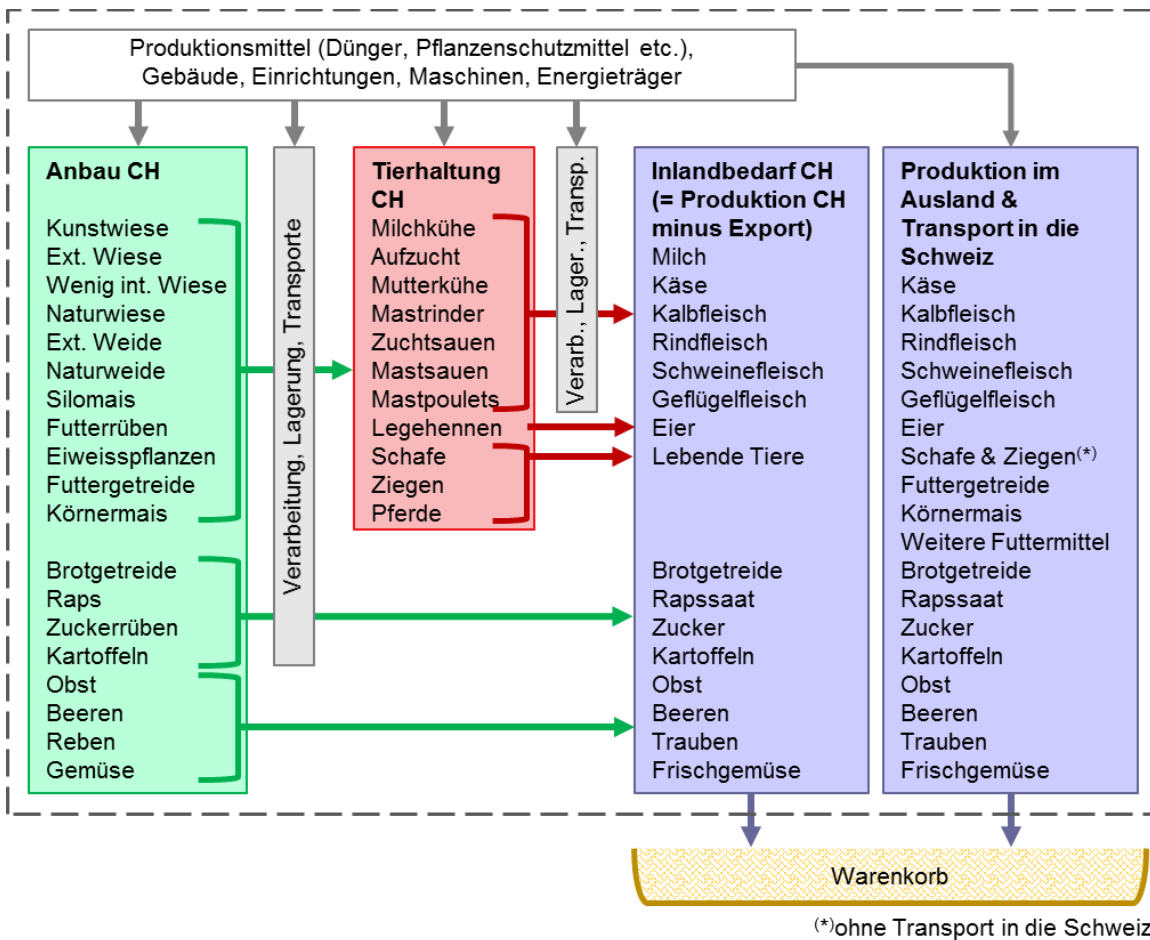 Produktionsmittel (Dünger, Pflanzenschutzmittel etc.),
Gebäude, Einrichtungen, Maschinen, Energieträger
Anbau CH
Kunstwiese
Ext. Wiese
Wenig int. Wiese
Naturwiese
Ext. Weide
Naturweide
Silomais
Futterrüben
Eiweisspflanzen
Futtergetreide
Körnermais
Brotgetreide
Raps
Zuckerrüben
Kartoffeln
Obst
Beeren
Reben
Gemüse
Verarbeitung, Lagerung, Transporte
Tierhaltung
CH
Milchkühe
Aufzucht
Mutterkühe
Mastrinder
Zuchtsauen
Mastsauen
Mastpoulets
Legehennen
Schafe
Ziegen
Pferde
Verarb., Lager., Transp.
Inlandbedarf CH
(= Produktion CH
minus Export)
Milch
Käse
Kalbfleisch
Rindfleisch
Schweinefleisch
Geflügelfleisch
Eier
Lebende Tiere
Brotgetreide
Rapssaat
Zucker
Kartoffeln
Obst
Beeren
Trauben
Frischgemüse
Produktion im
Ausland &
Transport in die
Schweiz
Käse
Kalbfleisch
Rindfleisch
Schweinefleisch
Geflügelfleisch
Eier
Schafe & Ziegen(*)
Futtergetreide
Körnermais
Weitere Futtermittel
Brotgetreide
Rapssaat
Zucker
Kartoffeln
Obst
Beeren
Trauben
Frischgemüse
Warenkorb
(*)ohne Transport in die Schweiz